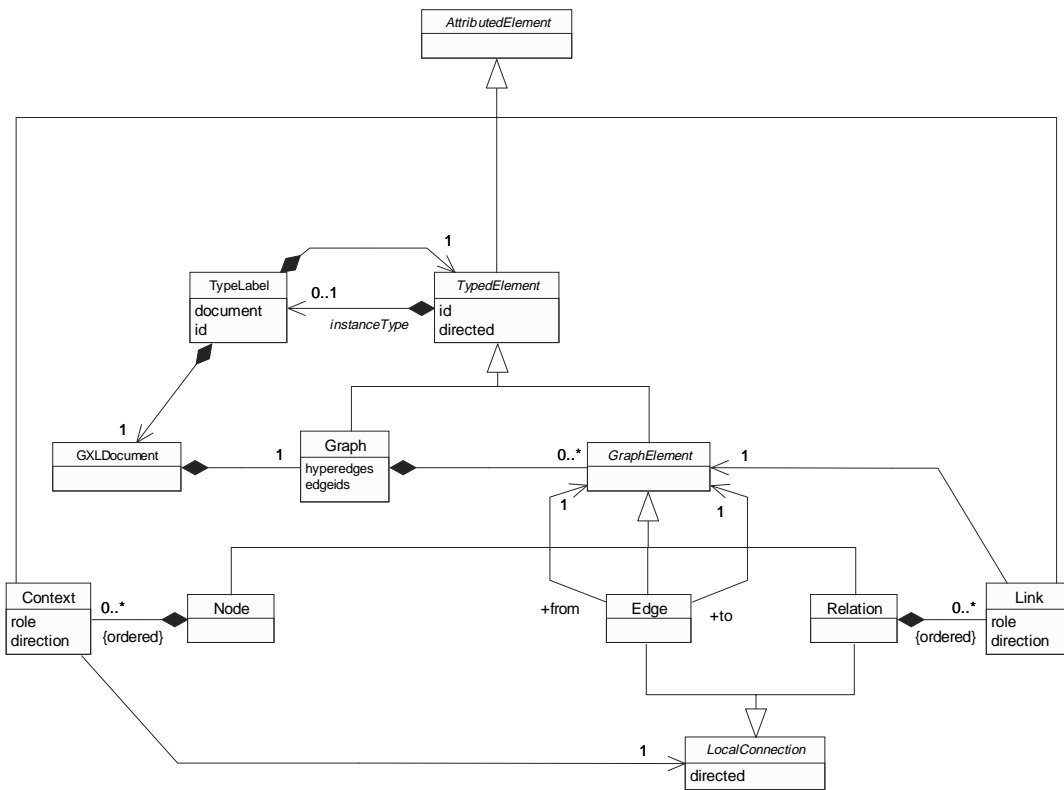 AttributedElement
1
TypeLabel
document
id
0..1
instanceType
TypedElement
id
directed
1
GXLDocument
1
Graph
hyperedges
edgeids
0..*
GraphElement
1
1
1
Context
role
direction
0..*
{ordered}
Node
+from
Edge
+to
Relation
0..*
{ordered}
Link
role
direction
1
LocalConnection
directed